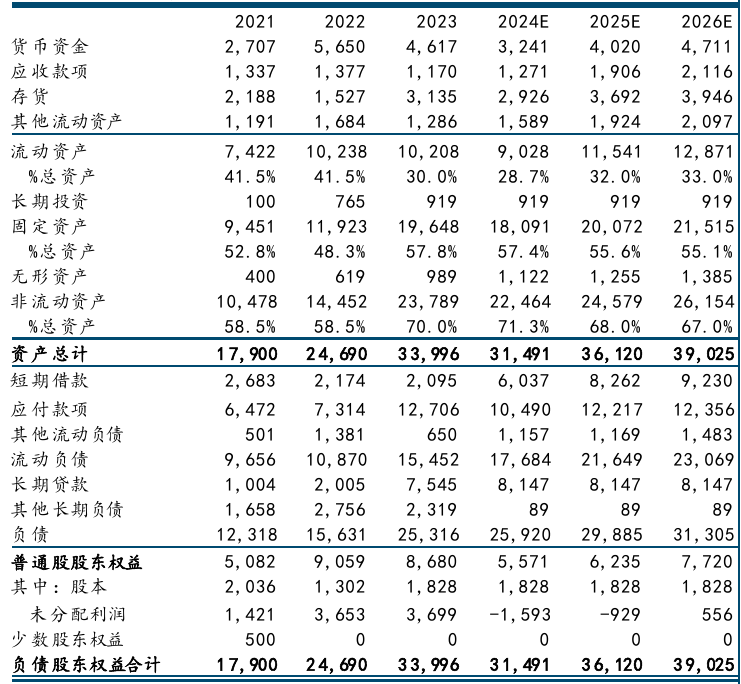 2021 2022 2023 2024E 2025E 2026E
货币资金 2,707 5,650 4,617 3,241 4,020 4,711
应收款项 1,337 1,377 1,170 1,271 1,906 2,116
存货 2,188 1,527 3,135 2,926 3,692 3,946
其他流动资产 1,191 1,684 1,286 1,589 1,924 2,097
流动资产 7,422 10,238 10,208 9,028 11,541 12,871
%总资产 41.5% 41.5% 30.0% 28.7% 32.0% 33.0%
长期投资 100 765 919 919 919 919
固定资产 9,451 11,923 19,648 18,091 20,072 21,515
%总资产 52.8% 48.3% 57.8% 57.4% 55.6% 55.1%
无形资产 400 619 989 1,122 1,255 1,385
非流动资产 10,478 14,452 23,789 22,464 24,579 26,154
%总资产 58.5% 58.5% 70.0% 71.3% 68.0% 67.0%
资产总计 17,900 24,690 33,996 31,491 36,120 39,025
短期借款 2,683 2,174 2,095 6,037 8,262 9,230
应付款项 6,472 7,314 12,706 10,490 12,217 12,356
其他流动负债 501 1,381 650 1,157 1,169 1,483
流动负债 9,656 10,870 15,452 17,684 21,649 23,069
长期贷款 1,004 2,005 7,545 8,147 8,147 8,147
其他长期负债 1,658 2,756 2,319 89 89 89
负债 12,318 15,631 25,316 25,920 29,885 31,305
普通股股东权益 5,082 9,059 8,680 5,571 6,235 7,720
其中：股本 2,036 1,302 1,828 1,828 1,828 1,828
未分配利润 1,421 3,653 3,699 -1,593 -929 556
少数股东权益 500 0 0 0 0 0
负债股东权益合计 17,900 24,690 33,996 31,491 36,120 39,025